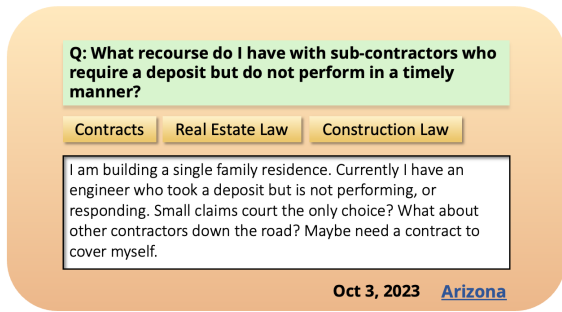 Q: What recourse do I have with sub-contractors who
require a deposit but do not perform in a timely
manner?
Contracts
Real Estate Law
Construction Law
I am building a single family residence. Currently I have an
engineer who took a deposit but is not performing, or
responding. Small claims court the only choice? What about
other contractors down the road? Maybe need a contract to
cover myself.
Oct 3, 2023
Arizona